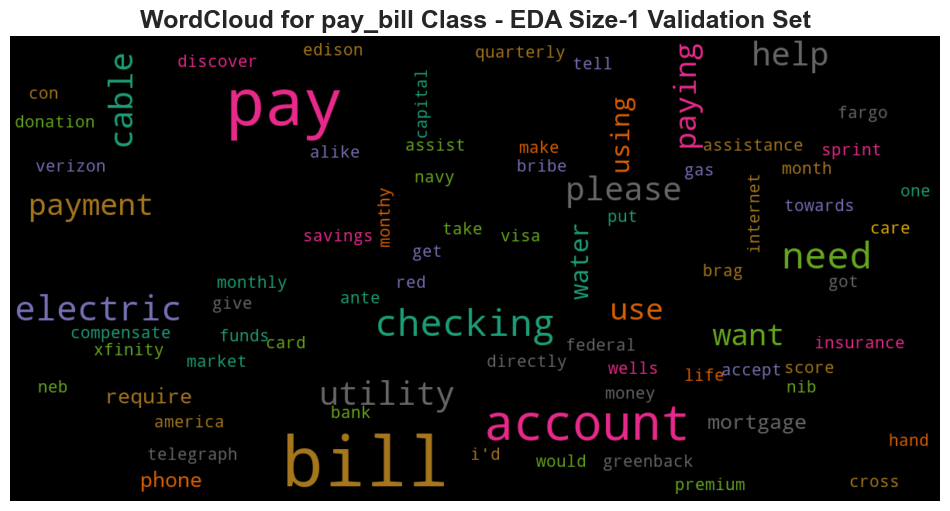 WordCloud for pay_bill Class - EDA Size-1 Validation Set
edison
quarterly
help
discover
tell
cable
pay
capital
using
paying
con
fargo
donation
alike
assist
make
assistance
sprint
verizon
bribe
gas
month
navy
please
internet
one
payment
monthy
put
towards
savings
take
visa
water
care
get
need
brag
monthly
red
got
give
ante
electric
checking
use
compensate
funds
card
want
xfinity
federal
insurance
market
directly
wells
life
accept
score
neb
utility
money
nib
require
bank
account
mortgage
america
bill
hand
telegraph
i'd
would
greenback
phone
premium
cross